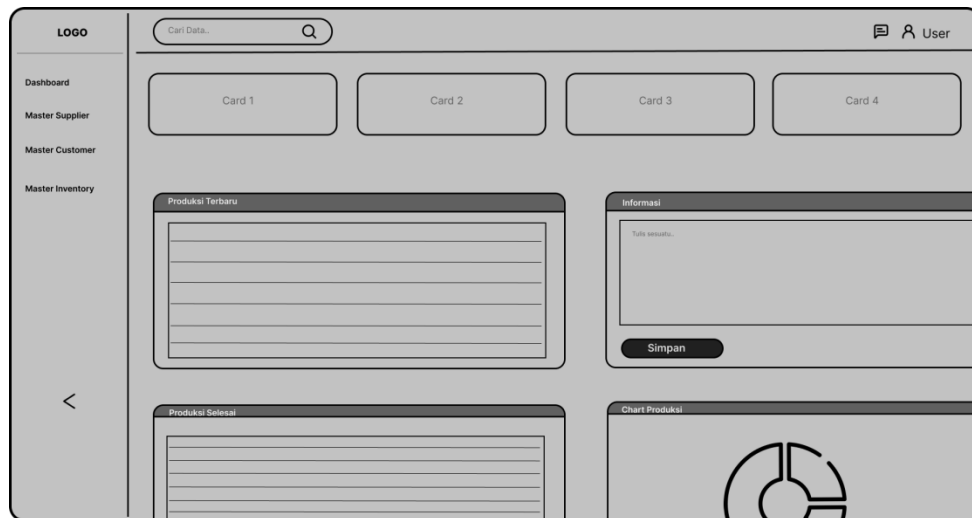 LOGO
Cari Data..
User
Dashboard
Master Supplier
Master Customer
Master Inventory
Card 1
Card 2
Card 3
Card 4
Produksi Terbaru
Informasi
Tulis sesuatu..
Simpan
Produksi Selesai
Chart Produksi